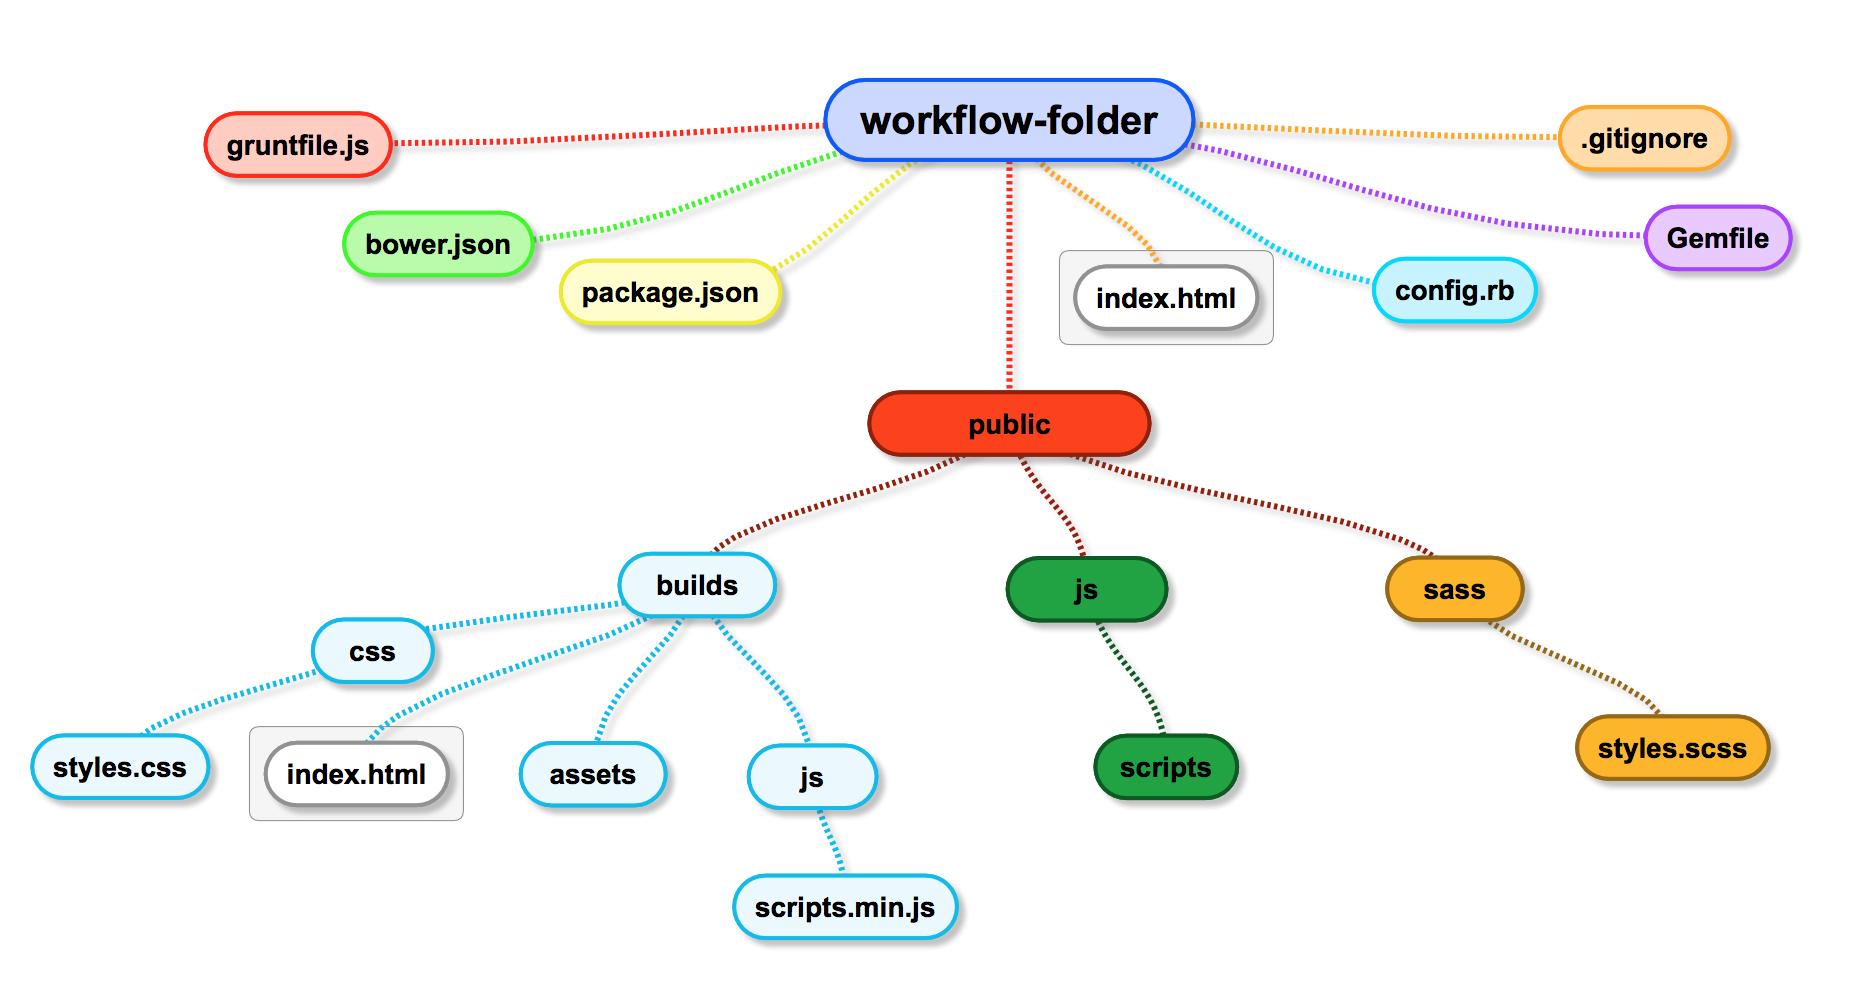 workflow-folder
gruntfile.js
.gitignore
bower.json
Gemfile
package.json
index.html
config.rb
public
builds
js
sass
css
styles.css
index.html
assets
js
scripts
styles.scss
scripts.min.js